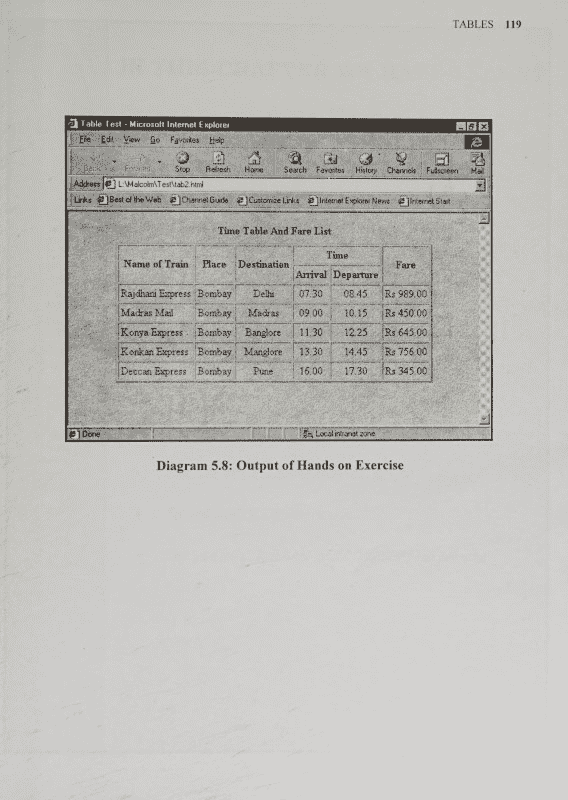 TABLES 119
Table Test - Microsoft Internet Explorer
File Edit View Go Favorites Help
Back Forward Stop Refresh Home Search Favorites History Channels Fullscreen Mail
Address L:\Malcolm\Test\tab2.html
Links Best of the Web Channel Guide Customize Links Internet Explorer News Internet Start
Time Table And Fare List
Name of Train Place Destination Time Fare
Arrival Departure
Rajdhani Express Bombay Delhi 07.30 08.45 Rs 989.00
Madras Mail Bombay Madras 09.00 10.15 Rs 450.00
Konya Express Bombay Banglore 11.30 12.25 Rs 645.00
Konkan Express Bombay Manglore 13.30 14.45 Rs 756.00
Deccan Express Bombay Pune 16.00 17.30 Rs 345.00
Done Local intranet zone
Diagram 5.8: Output of Hands on Exercise